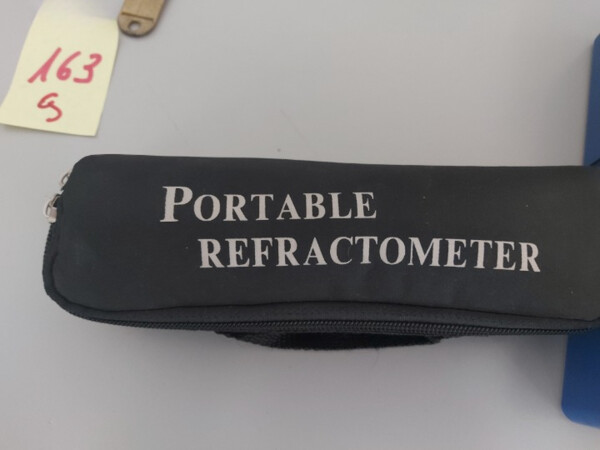 163
g
PORTABLE
REFRACTOMETER